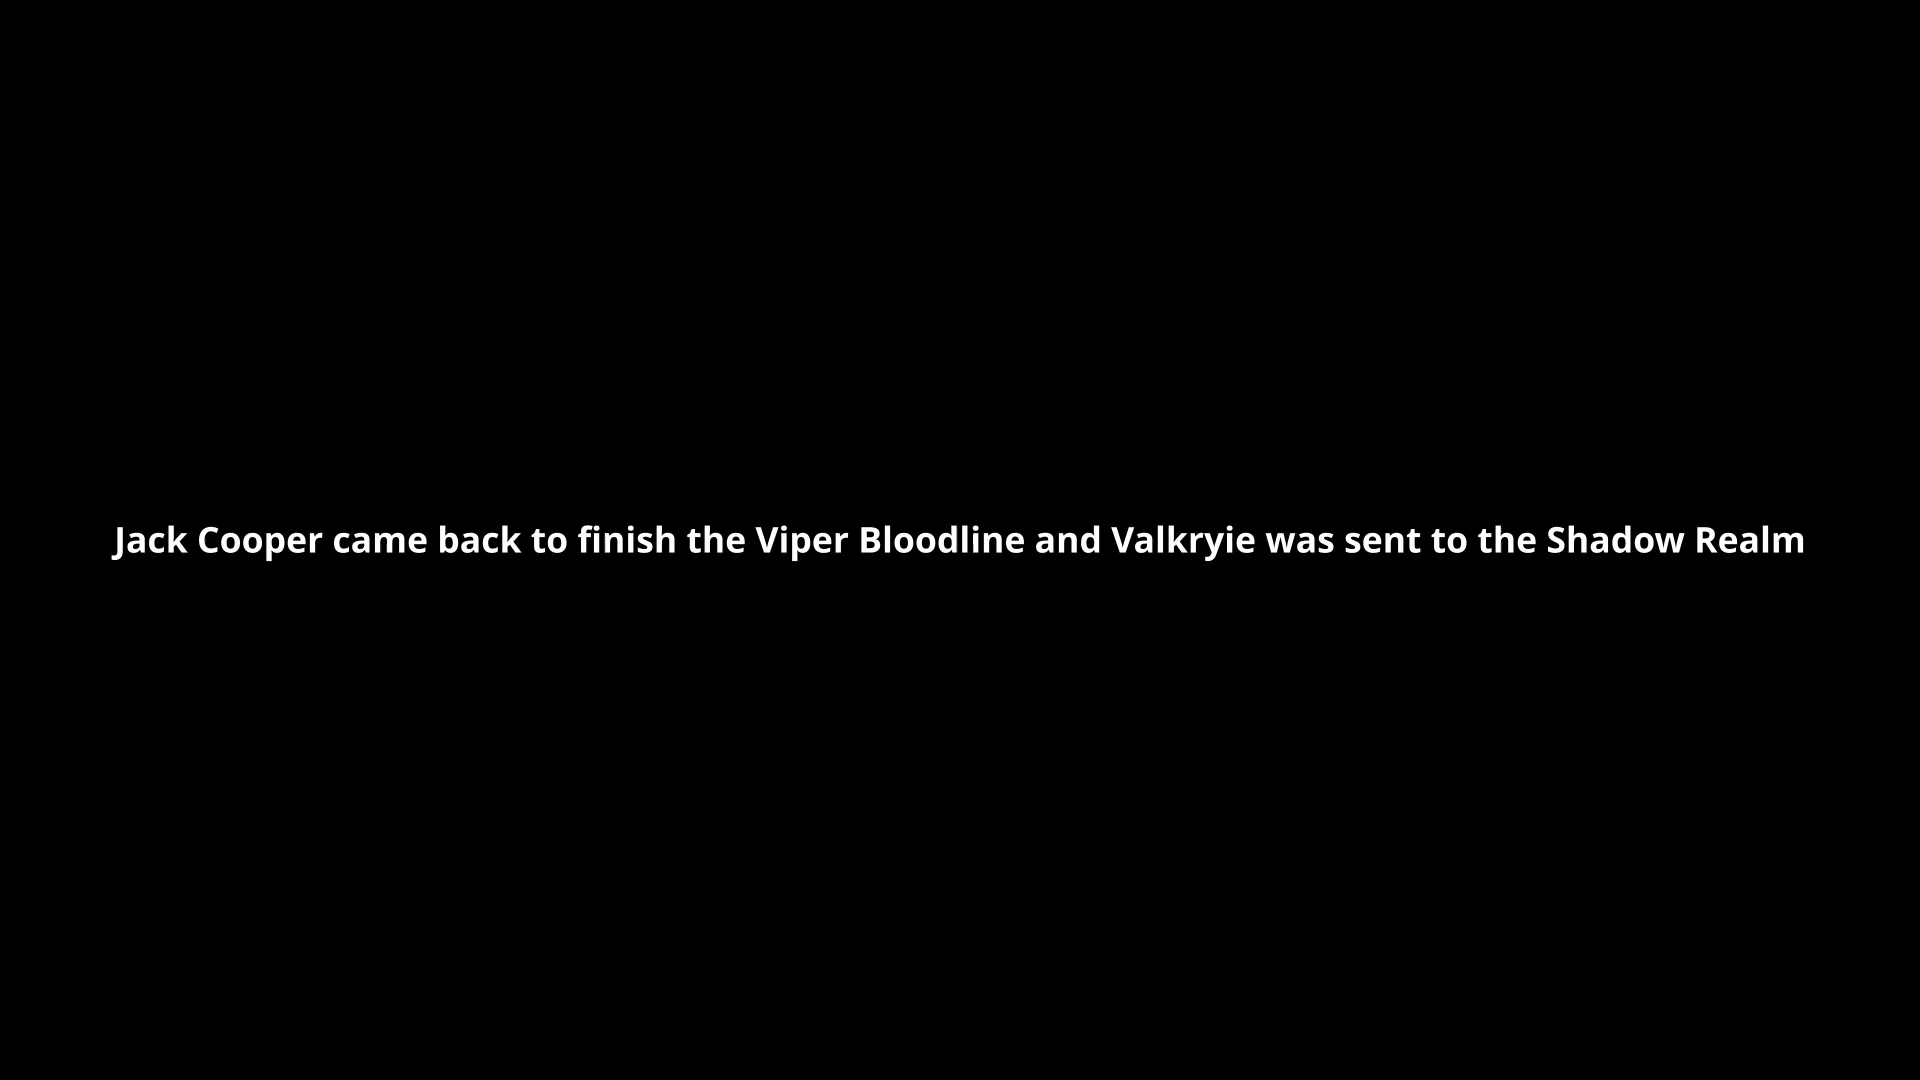 Jack Cooper came back to finish the Viper Bloodline and Valkryie was sent to the Shadow Realm